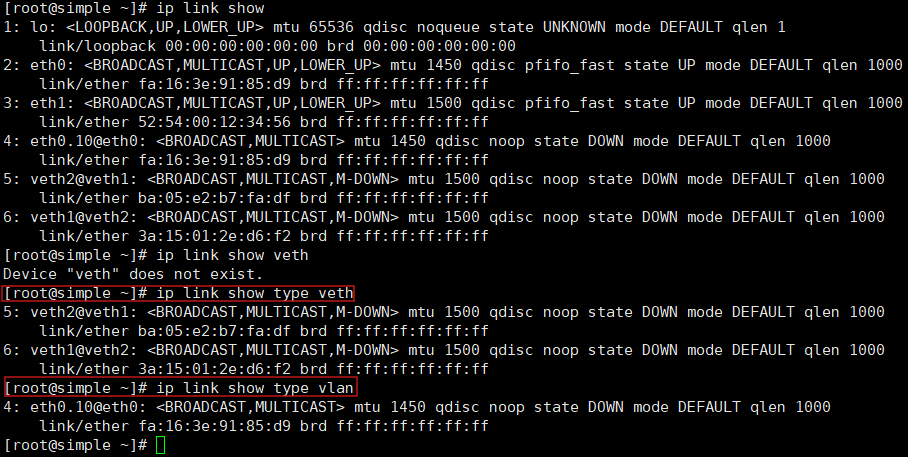 [root@simple ~]# ip link show
1: lo: <LOOPBACK,UP,LOWER_UP> mtu 65536 qdisc noqueue state UNKNOWN mode DEFAULT qlen 1
    link/loopback 00:00:00:00:00:00 brd 00:00:00:00:00:00
2: eth0: <BROADCAST,MULTICAST,UP,LOWER_UP> mtu 1450 qdisc pfifo_fast state UP mode DEFAULT qlen 1000
    link/ether fa:16:3e:91:85:d9 brd ff:ff:ff:ff:ff:ff
3: eth1: <BROADCAST,MULTICAST,UP,LOWER_UP> mtu 1500 qdisc pfifo_fast state UP mode DEFAULT qlen 1000
    link/ether 52:54:00:12:34:56 brd ff:ff:ff:ff:ff:ff
4: eth0.10@eth0: <BROADCAST,MULTICAST> mtu 1450 qdisc noop state DOWN mode DEFAULT qlen 1000
    link/ether fa:16:3e:91:85:d9 brd ff:ff:ff:ff:ff:ff
5: veth2@veth1: <BROADCAST,MULTICAST,M-DOWN> mtu 1500 qdisc noop state DOWN mode DEFAULT qlen 1000
    link/ether ba:05:e2:b7:fa:df brd ff:ff:ff:ff:ff:ff
6: veth1@veth2: <BROADCAST,MULTICAST,M-DOWN> mtu 1500 qdisc noop state DOWN mode DEFAULT qlen 1000
    link/ether 3a:15:01:2e:d6:f2 brd ff:ff:ff:ff:ff:ff
[root@simple ~]# ip link show veth
Device "veth" does not exist.
[root@simple ~]# ip link show type veth
5: veth2@veth1: <BROADCAST,MULTICAST,M-DOWN> mtu 1500 qdisc noop state DOWN mode DEFAULT qlen 1000
    link/ether ba:05:e2:b7:fa:df brd ff:ff:ff:ff:ff:ff
6: veth1@veth2: <BROADCAST,MULTICAST,M-DOWN> mtu 1500 qdisc noop state DOWN mode DEFAULT qlen 1000
    link/ether 3a:15:01:2e:d6:f2 brd ff:ff:ff:ff:ff:ff
[root@simple ~]# ip link show type vlan
4: eth0.10@eth0: <BROADCAST,MULTICAST> mtu 1450 qdisc noop state DOWN mode DEFAULT qlen 1000
    link/ether fa:16:3e:91:85:d9 brd ff:ff:ff:ff:ff:ff
[root@simple ~]#